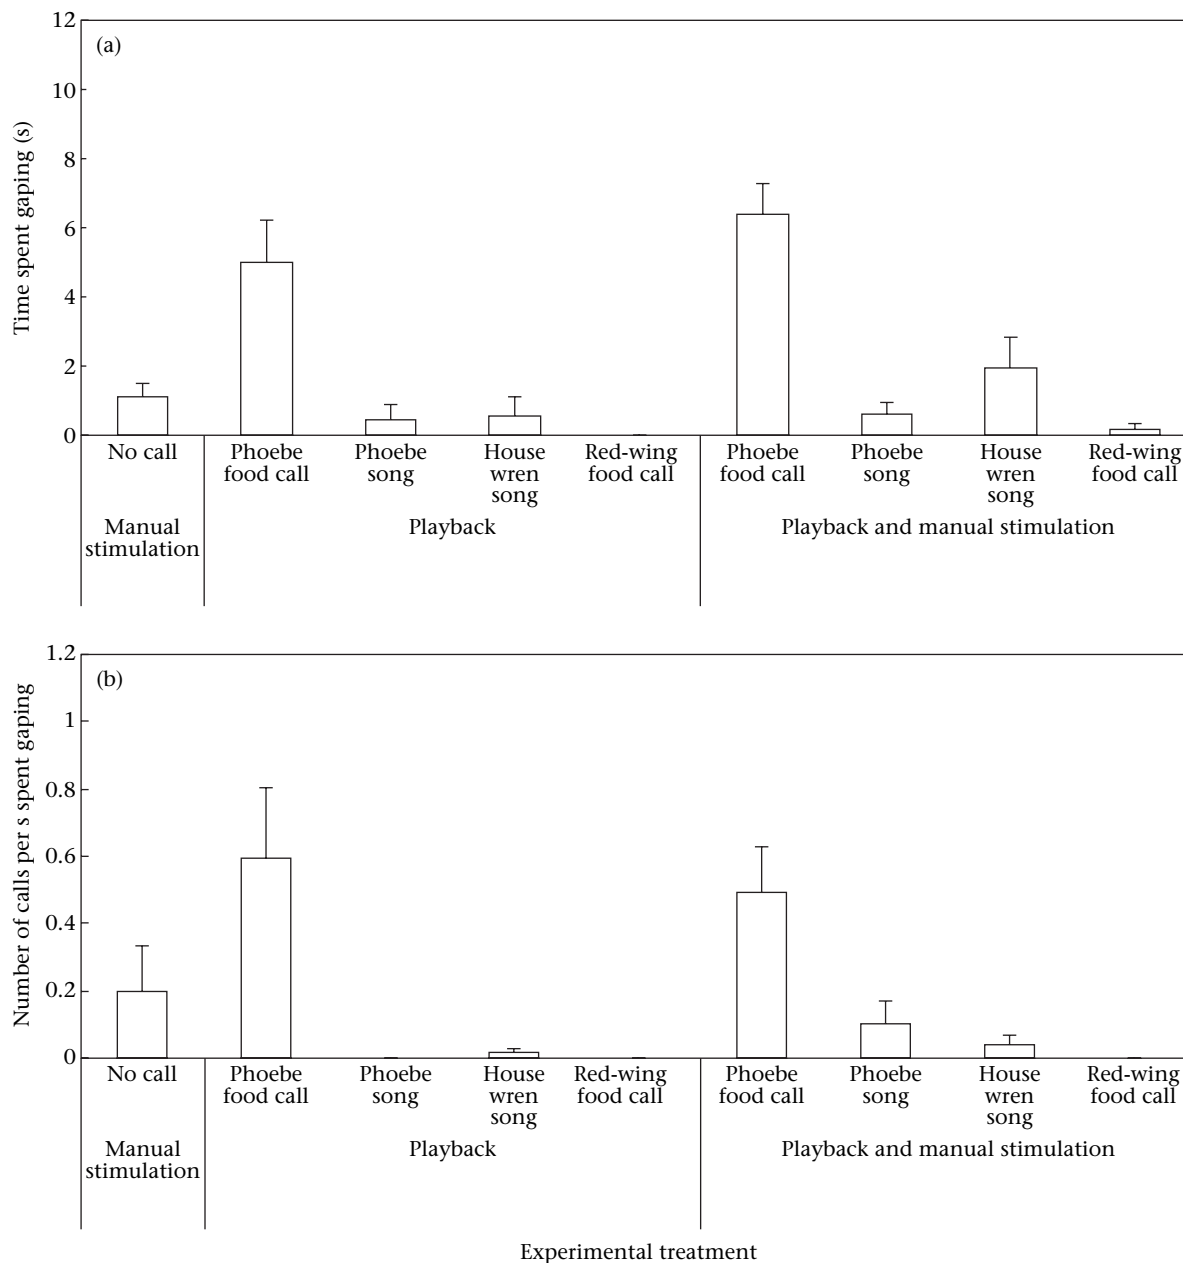 12
(a)
10
8
6
4
2
0
Time spent gaping (s)
No call
Phoebe
food call
Phoebe
song
House
wren
song
Red-wing
food call
Phoebe
food call
Phoebe
song
House
wren
song
Red-wing
food call
Manual
stimulation
Playback
Playback and manual stimulation
1.2
(b)
1
0.8
0.6
0.4
0.2
0
Number of calls per s spent gaping
No call
Phoebe
food call
Phoebe
song
House
wren
song
Red-wing
food call
Phoebe
food call
Phoebe
song
House
wren
song
Red-wing
food call
Manual
stimulation
Playback
Playback and manual stimulation
Experimental treatment